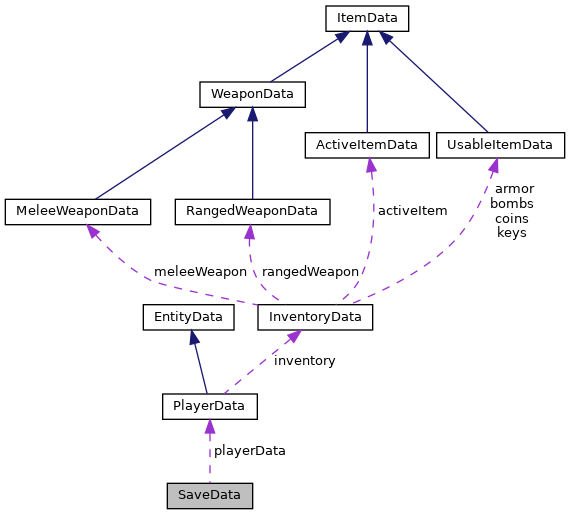 ItemData
WeaponData
ActiveItemData
UsableItemData
MeleeWeaponData
RangedWeaponData
activeItem
armor
bombs
coins
keys
meleeWeapon
rangedWeapon
EntityData
InventoryData
inventory
PlayerData
playerData
SaveData